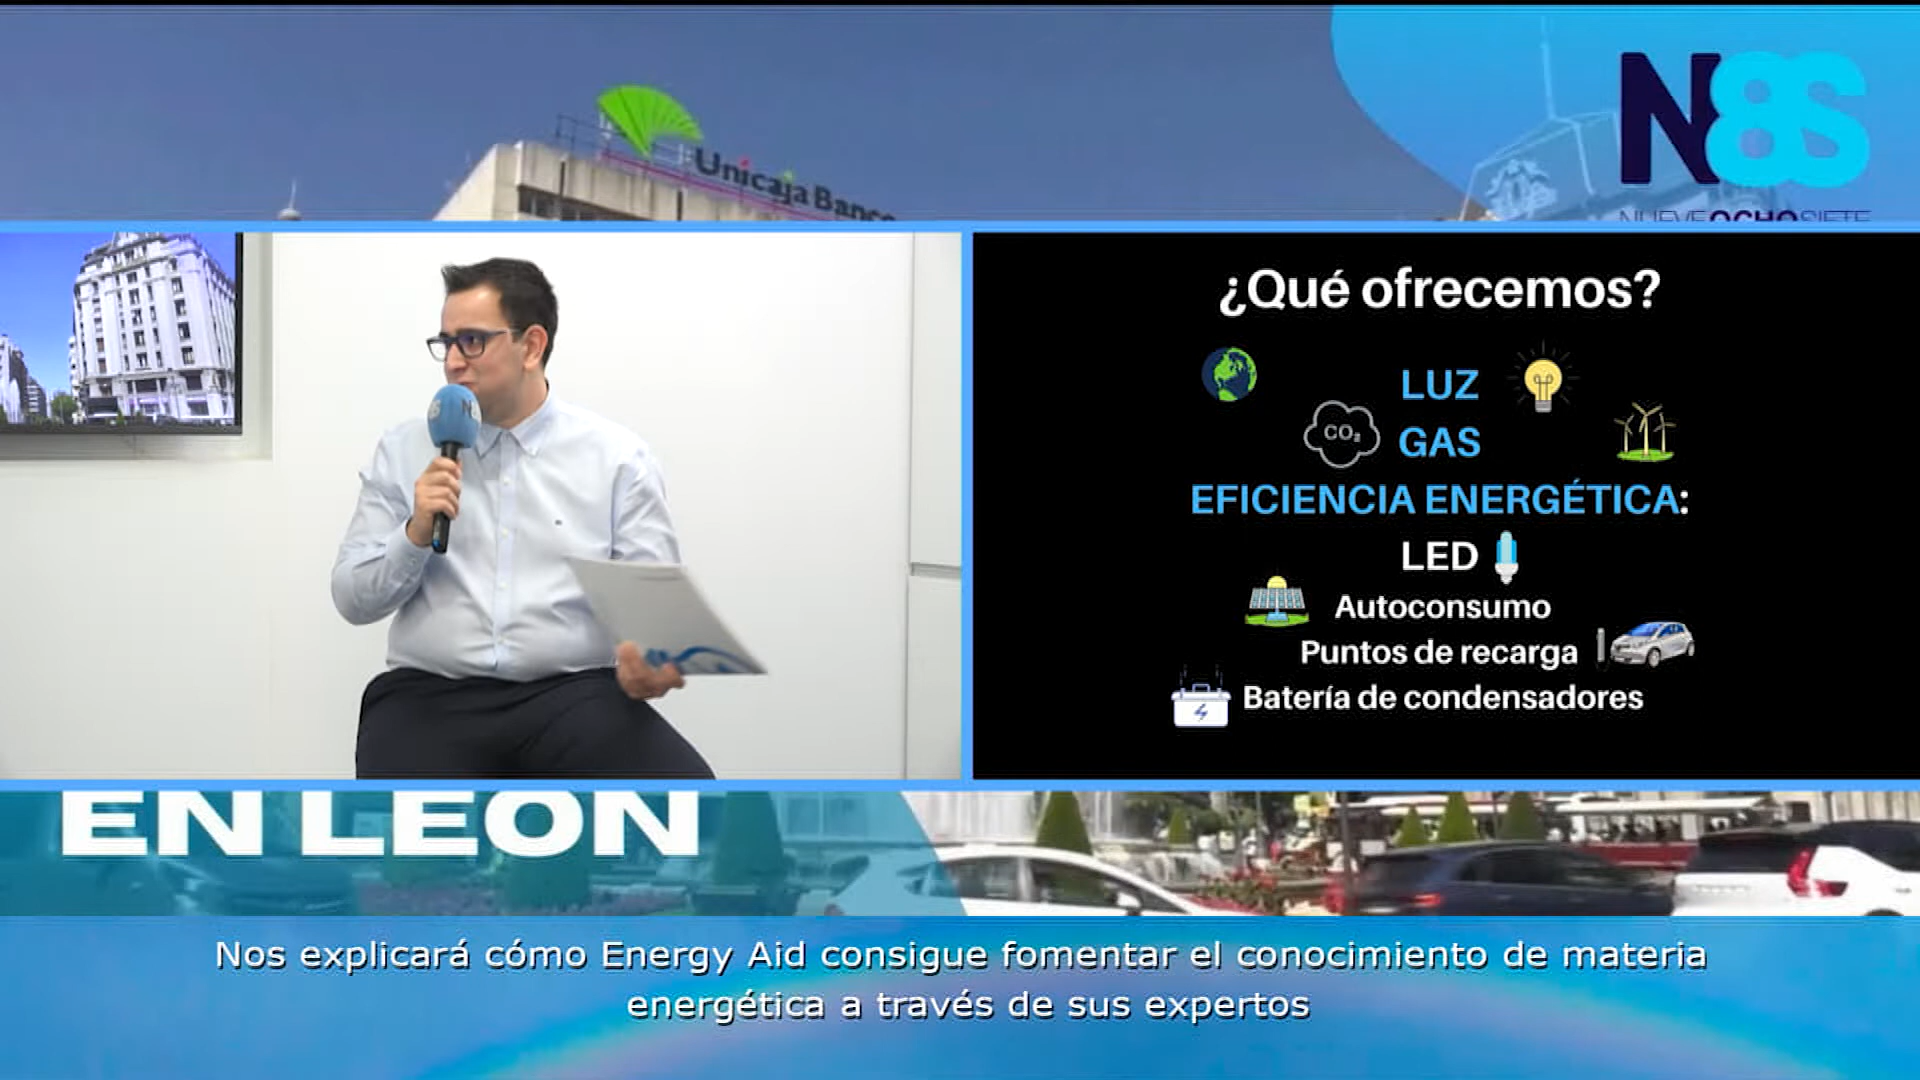 N8S
Unicaja Banco
NUEVEOCHOSIETE
¿Qué ofrecemos?
LUZ
CO₂
GAS
EFICIENCIA ENERGÉTICA:
LED
Autoconsumo
Puntos de recarga
Batería de condensadores
EN LEON
Nos explicará cómo Energy Aid consigue fomentar el conocimiento de materia
energética a través de sus expertos